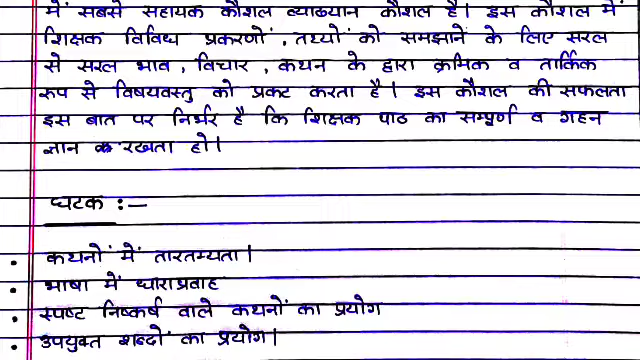 में सबसे सहायक कौशल व्याख्यान कौशल है। इस कौशल में
शिक्षक विविध प्रकरणों, तथ्यों को समझाने के लिए सरल
से सरल भाव, विचार, कथन के द्वारा क्रमिक व तार्किक
रूप से विषयवस्तु को प्रकट करता है। इस कौशल की सफलता
इस बात पर निर्भर है कि शिक्षक पाठ का सम्पूर्ण व गहन
ज्ञान रखता हो।
घटक :—
• कथनों में तारतम्यता।
• भाषा में धाराप्रवाह
• स्पष्ट निष्कर्ष वाले कथनों का प्रयोग
• उपयुक्त शब्दों का प्रयोग।